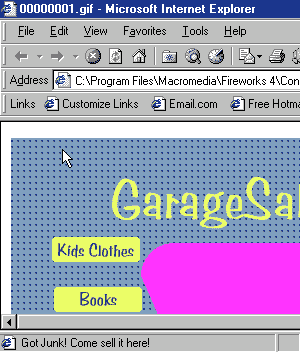 00000001.gif - Microsoft Internet Explorer
File Edit View Favorites Tools Help
Address C:\Program Files\Macromedia\Fireworks 4\Con
Links Customize Links Email.com Free Hotma
GarageSal
Kids Clothes
Books
Got Junk! Come sell it here!